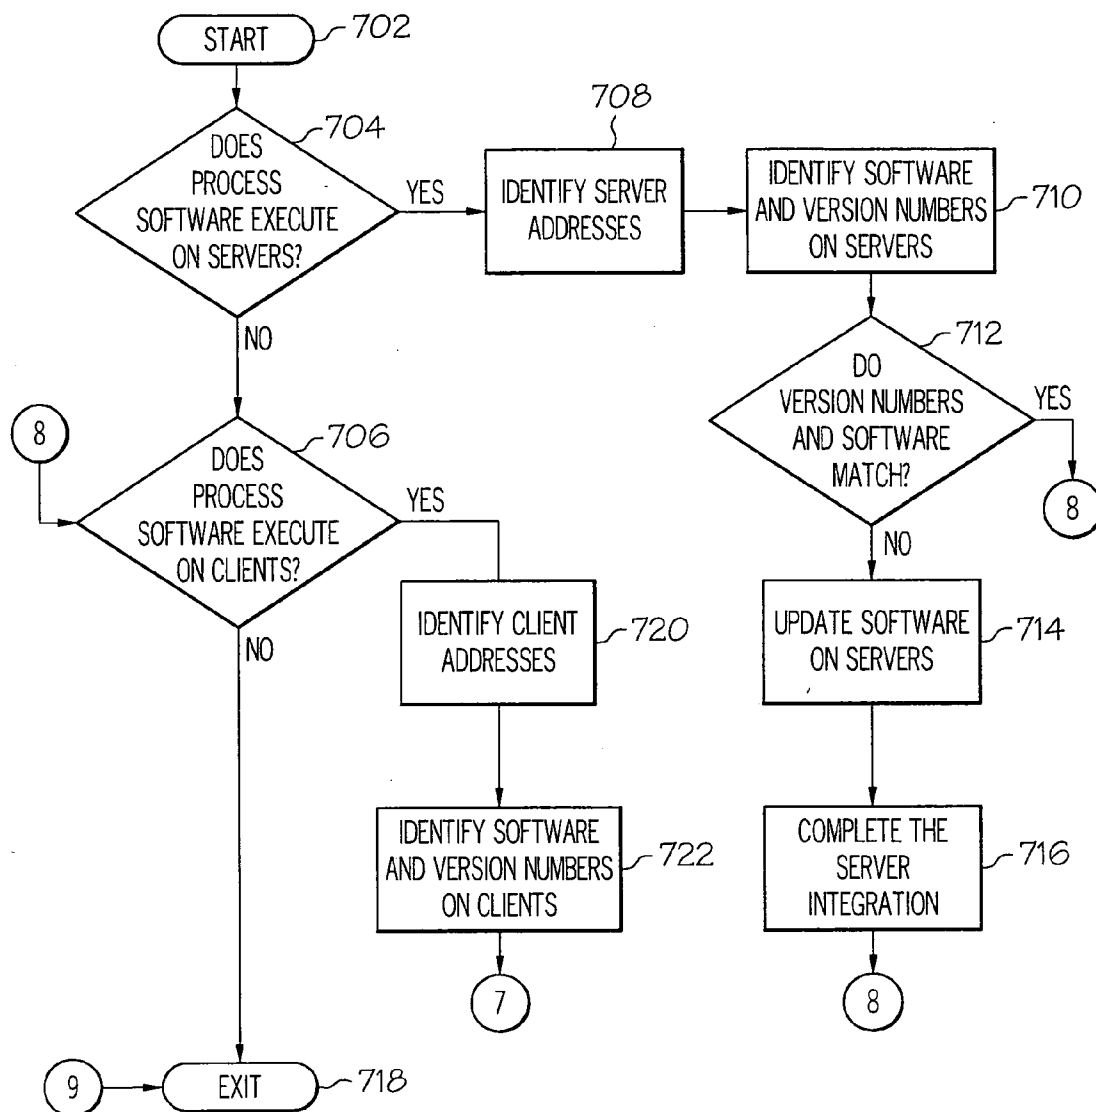 START
702
DOES
PROCESS
SOFTWARE EXECUTE
ON SERVERS?
704
YES
NO
708
IDENTIFY SERVER
ADDRESSES
IDENTIFY SOFTWARE
AND VERSION NUMBERS
ON SERVERS
710
DO
VERSION NUMBERS
AND SOFTWARE
MATCH?
712
YES
8
NO
8
DOES
PROCESS
SOFTWARE EXECUTE
ON CLIENTS?
706
YES
NO
IDENTIFY CLIENT
ADDRESSES
720
UPDATE SOFTWARE
ON SERVERS
714
IDENTIFY SOFTWARE
AND VERSION NUMBERS
ON CLIENTS
722
COMPLETE THE
SERVER
INTEGRATION
716
7
8
9
EXIT
718